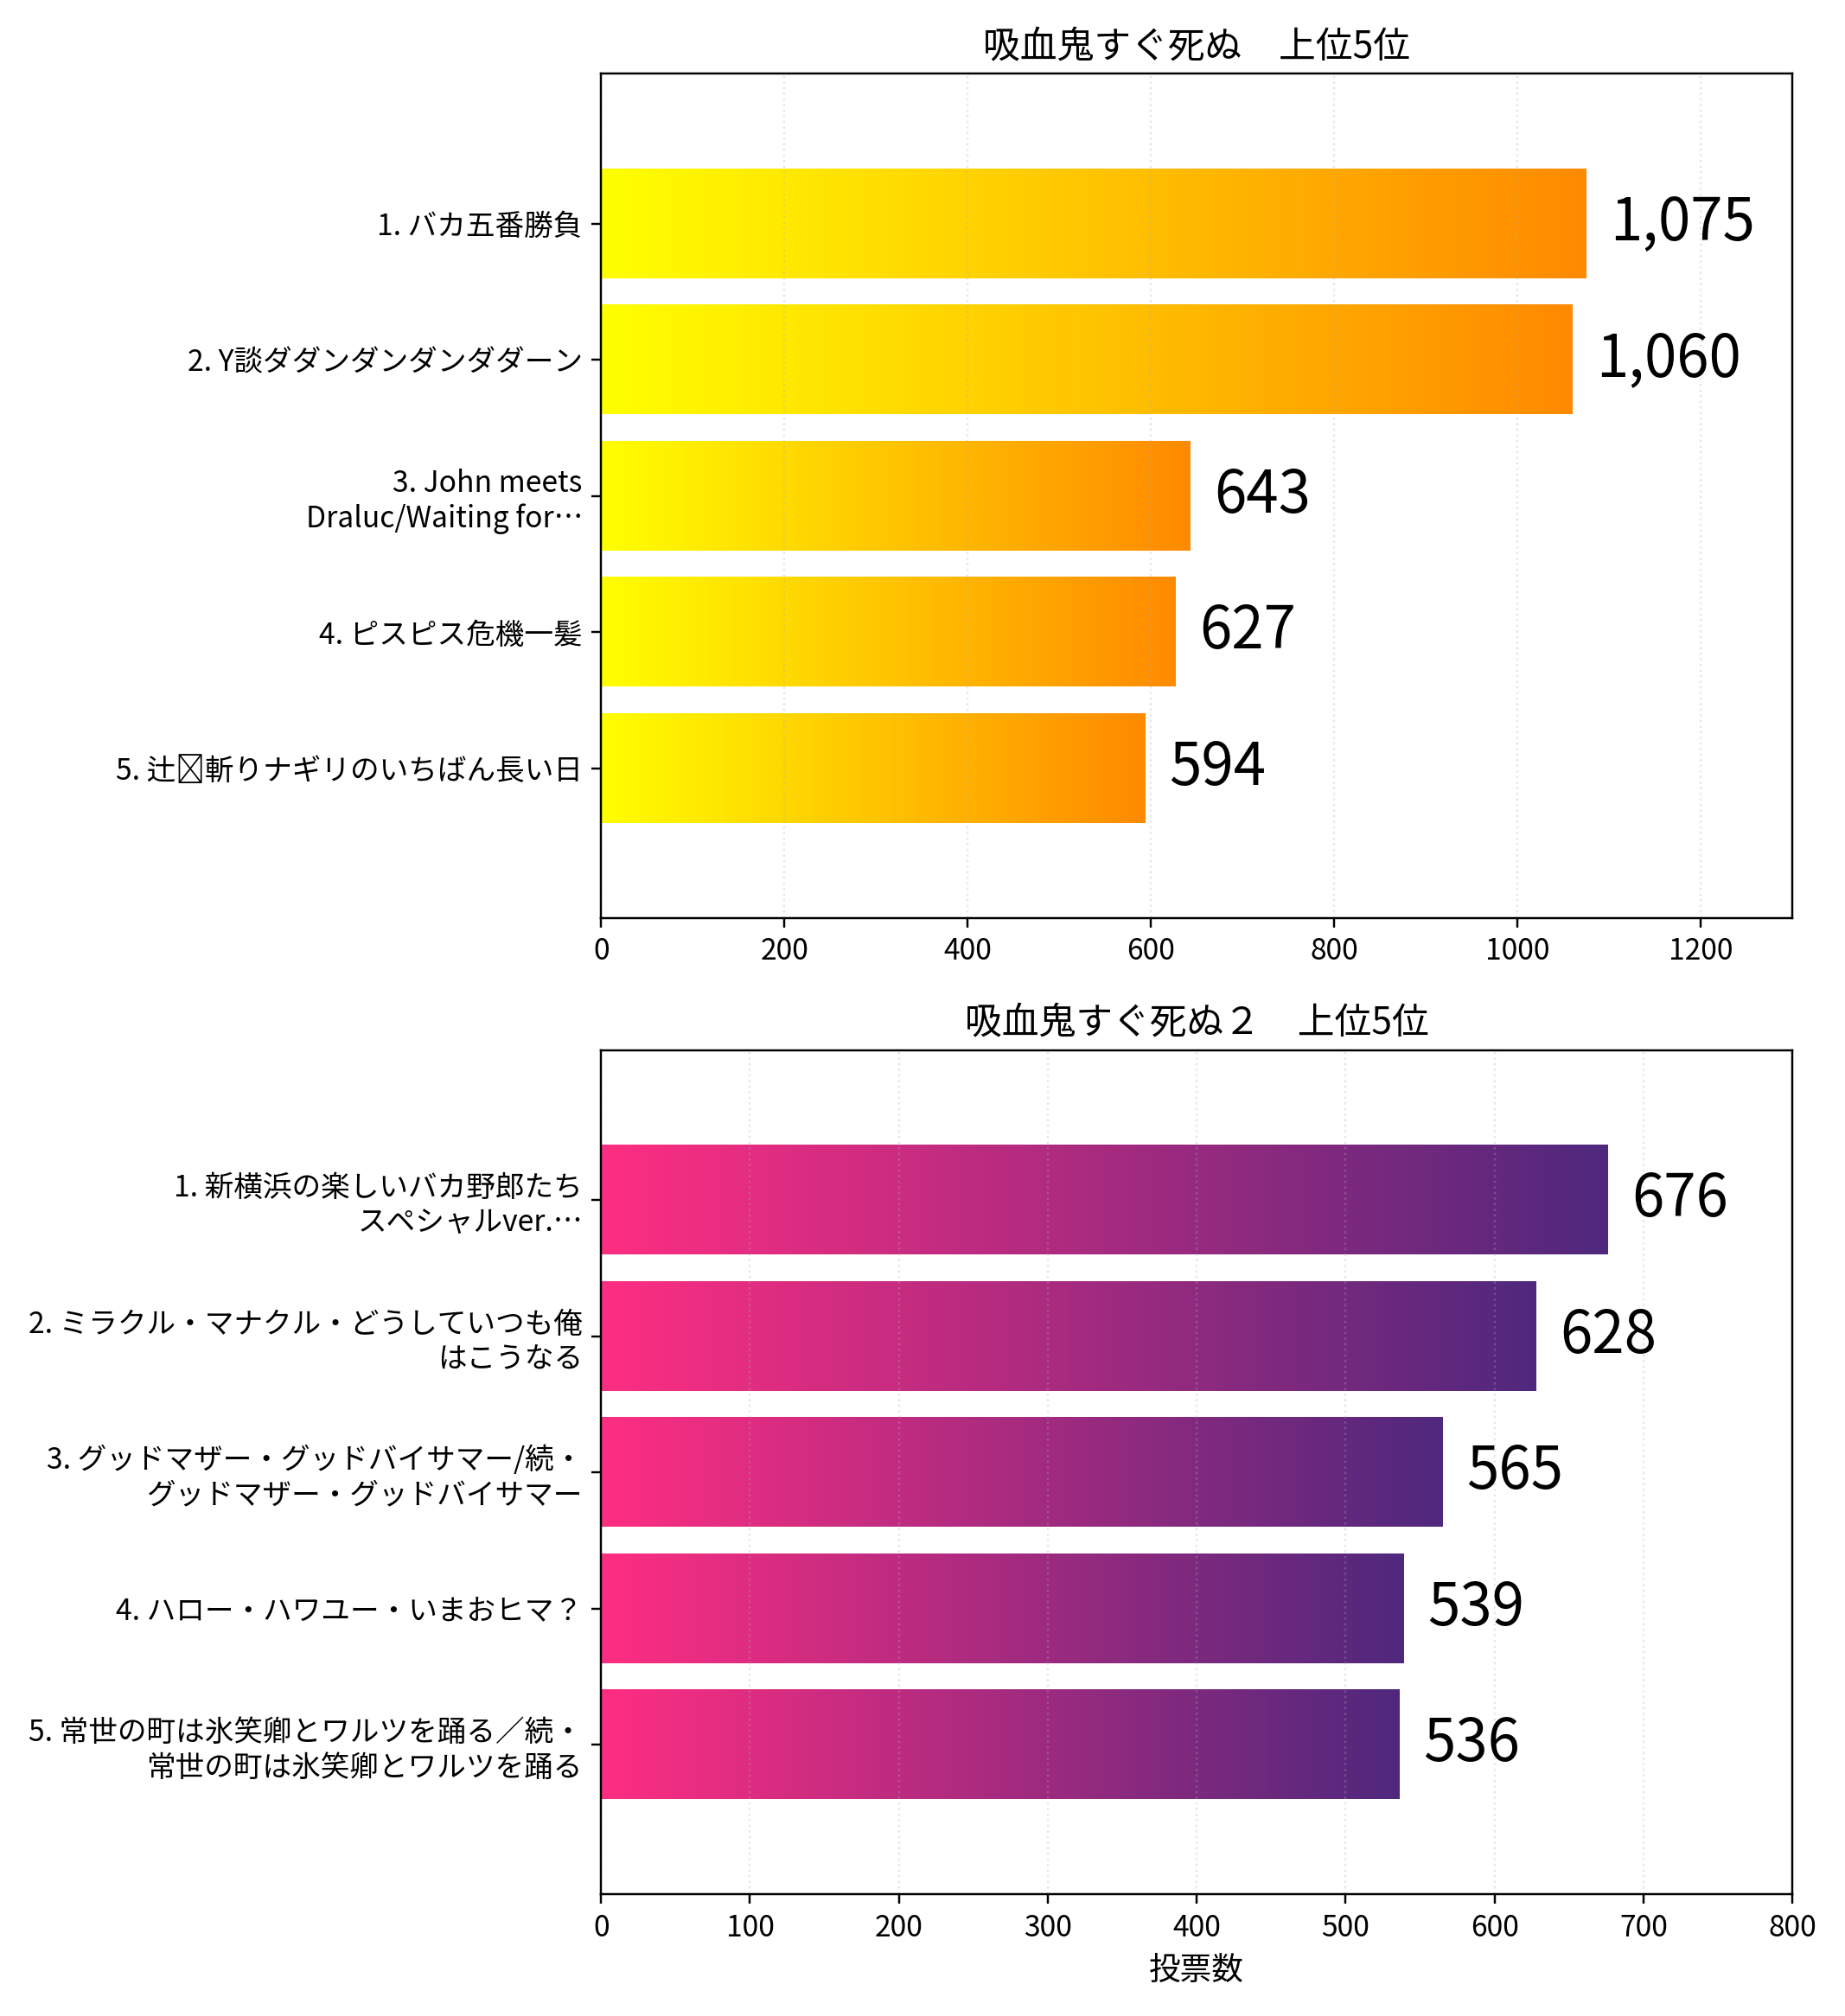 吸血鬼すぐ死ぬ　上位5位
1. バカ五番勝負
1,075
2. Y談ダダンダンダンダダーン
1,060
3. John meets
Draluc/Waiting for…
643
4. ピスピス危機一髪
627
5. 辻斬りナギリのいちばん長い日
594
0 200 400 600 800 1000 1200
吸血鬼すぐ死ぬ２　上位5位
1. 新横浜の楽しいバカ野郎たち
スペシャルver.…
676
2. ミラクル・マナクル・どうしていつも俺
はこうなる
628
3. グッドマザー・グッドバイサマー/続・
グッドマザー・グッドバイサマー
565
4. ハロー・ハワユー・いまおヒマ？
539
5. 常世の町は氷笑卿とワルツを踊る／続・
常世の町は氷笑卿とワルツを踊る
536
0 100 200 300 400 500 600 700 800
投票数